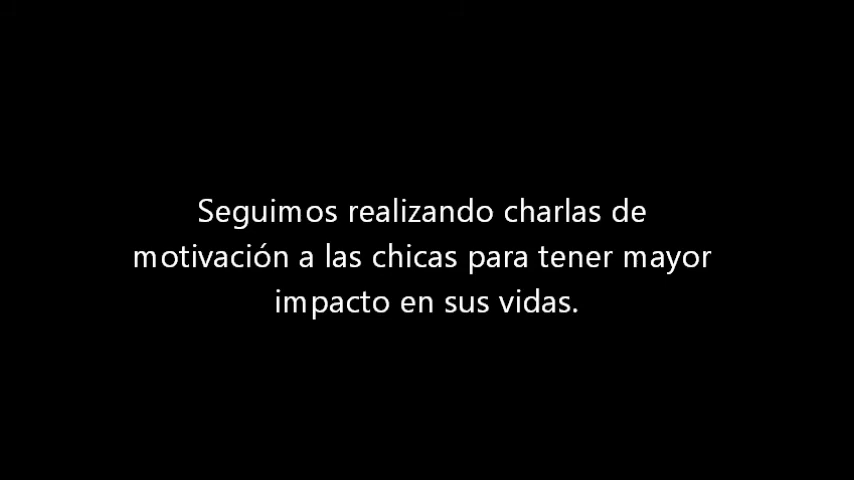 Seguimos realizando charlas de
motivación a las chicas para tener mayor
impacto en sus vidas.